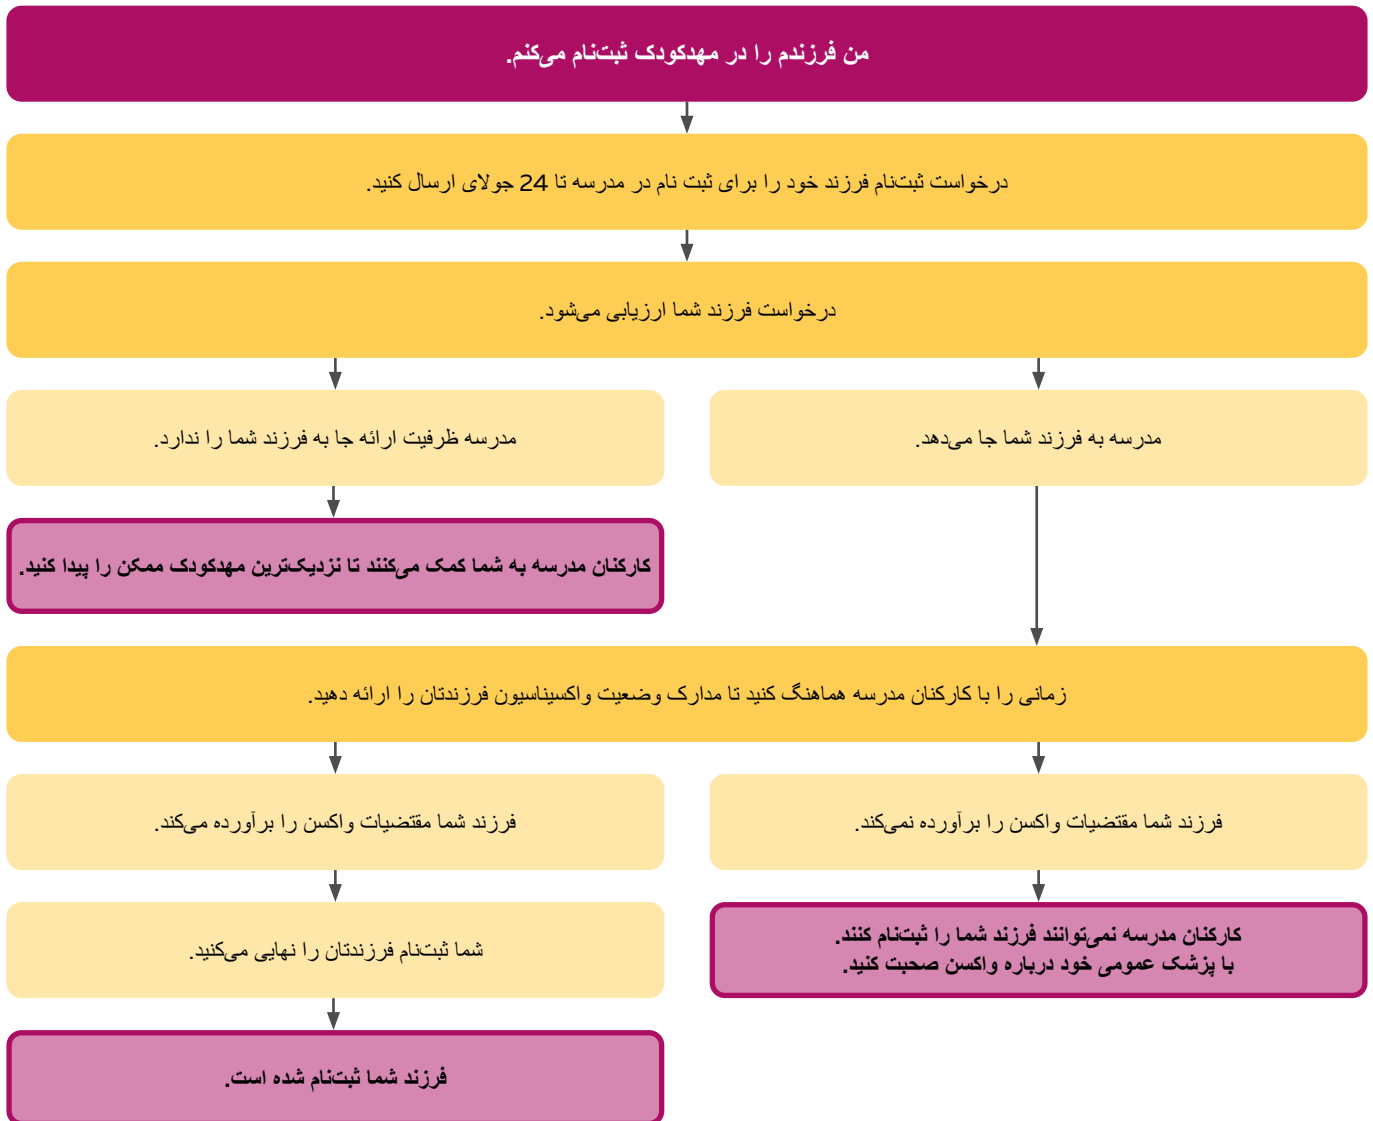 من فرزندم را در مهدکودک ثبت‌نام می‌کنم.
درخواست ثبت‌نام فرزند خود را برای ثبت نام در مدرسه تا 24 جولای ارسال کنید.
درخواست فرزند شما ارزیابی می‌شود.
مدرسه به فرزند شما جا می‌دهد.
مدرسه ظرفیت ارائه جا به فرزند شما را ندارد.
کارکنان مدرسه به شما کمک می‌کنند تا نزدیک‌ترین مهدکودک ممکن را پیدا کنید.
زمانی را با کارکنان مدرسه هماهنگ کنید تا مدارک وضعیت واکسیناسیون فرزندتان را ارائه دهید.
فرزند شما مقتضیات واکسن را برآورده نمی‌کند.
فرزند شما مقتضیات واکسن را برآورده می‌کند.
کارکنان مدرسه نمی‌توانند فرزند شما را ثبت‌نام کنند.
با پزشک عمومی خود درباره واکسن صحبت کنید.
شما ثبت‌نام فرزندتان را نهایی می‌کنید.
فرزند شما ثبت‌نام شده است.